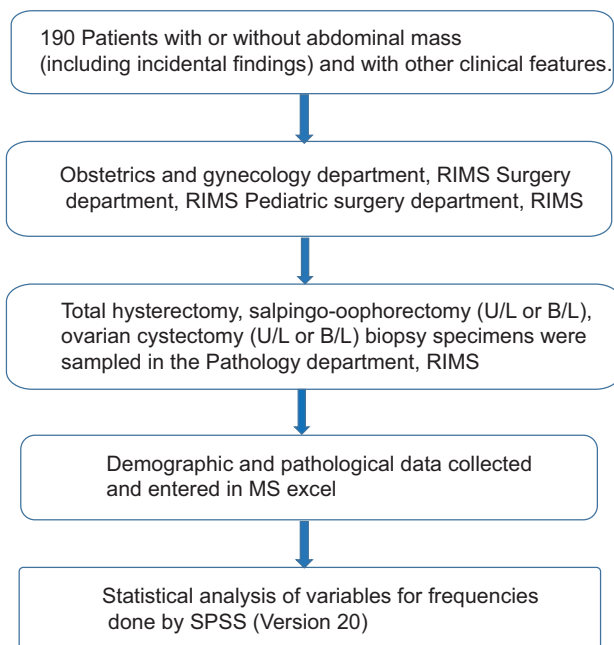 190 Patients with or without abdominal mass
(including incidental findings) and with other clinical features.
Obstetrics and gynecology department, RIMS Surgery
department, RIMS Pediatric surgery department, RIMS
Total hysterectomy, salpingo-oophorectomy (U/L or B/L),
ovarian cystectomy (U/L or B/L) biopsy specimens were
sampled in the Pathology department, RIMS
Demographic and pathological data collected
and entered in MS excel
Statistical analysis of variables for frequencies
done by SPSS (Version 20)